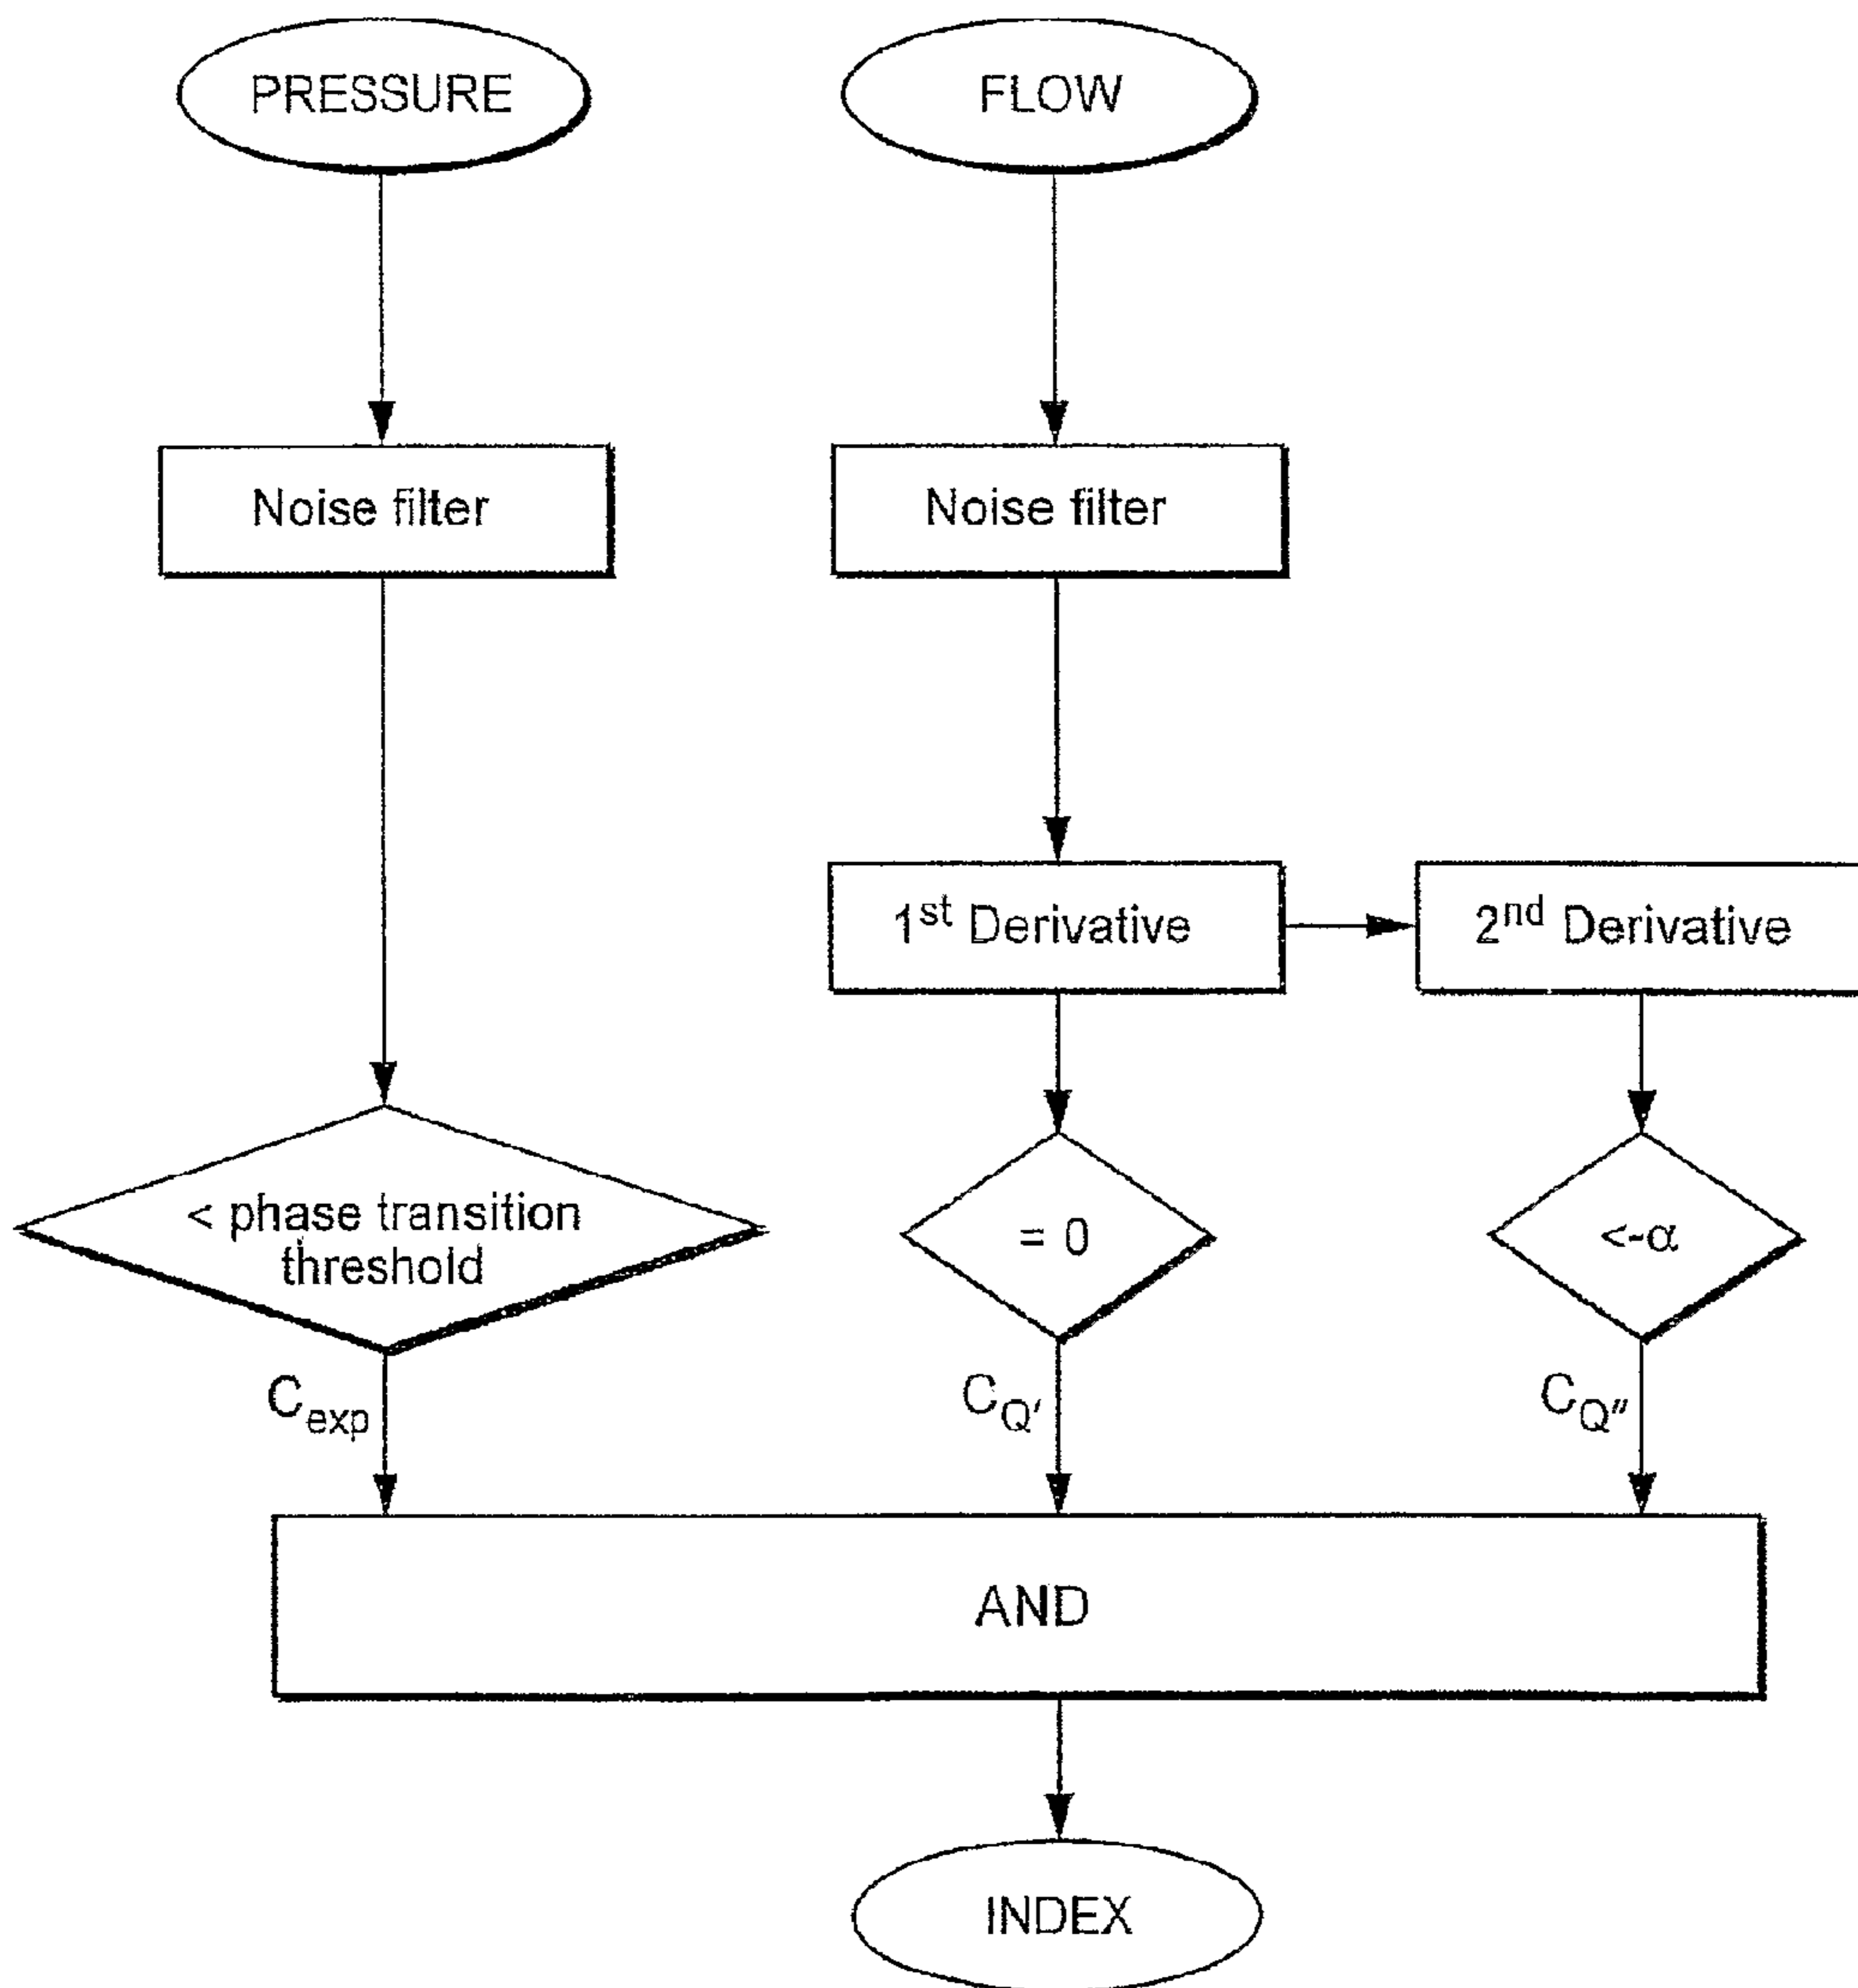 PRESSURE
FLOW
Noise filter
Noise filter
1st Derivative
2nd Derivative
< phase transition
threshold
= 0
<-α
Cexp
CQ′
CQ″
AND
INDEX